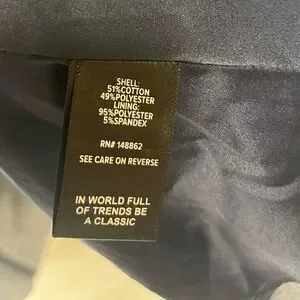 SHELL:
51%COTTON
49%POLYESTER
LINING:
95%POLYESTER
5%SPANDEX
RN# 148862
SEE CARE ON REVERSE
IN WORLD FULL
OF TRENDS BE
A CLASSIC